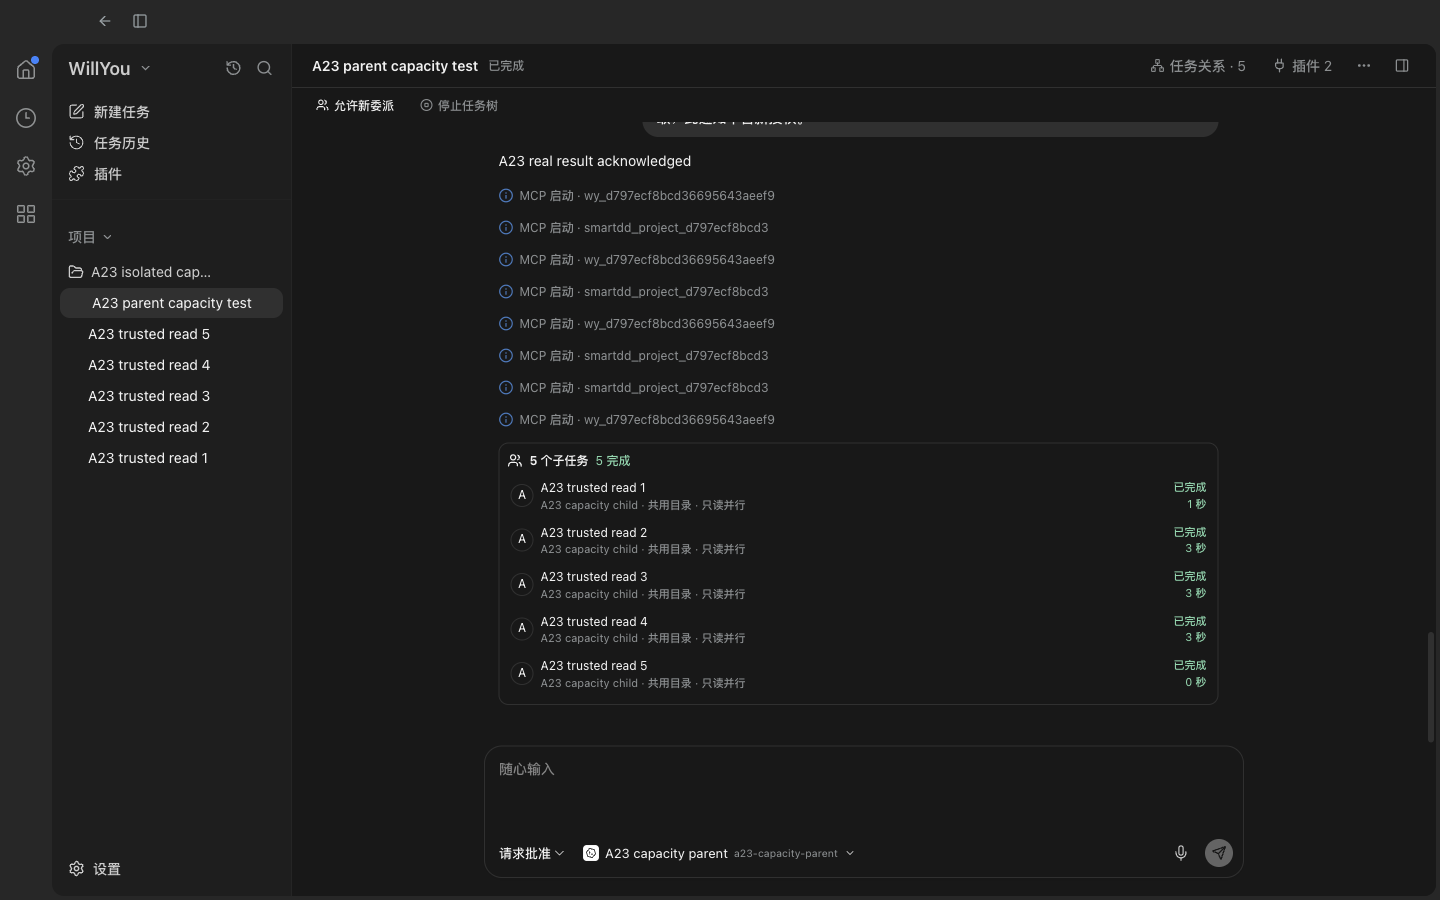 WillYou
新建任务
任务历史
插件
项目
A23 isolated cap...
A23 parent capacity test
A23 trusted read 5
A23 trusted read 4
A23 trusted read 3
A23 trusted read 2
A23 trusted read 1
设置
A23 parent capacity test 已完成
任务关系 · 5 插件 2
允许新委派 停止任务树
A23 real result acknowledged
MCP 启动 · wy_d797ecf8bcd36695643aeef9
MCP 启动 · smartdd_project_d797ecf8bcd3
MCP 启动 · wy_d797ecf8bcd36695643aeef9
MCP 启动 · smartdd_project_d797ecf8bcd3
MCP 启动 · wy_d797ecf8bcd36695643aeef9
MCP 启动 · smartdd_project_d797ecf8bcd3
MCP 启动 · smartdd_project_d797ecf8bcd3
MCP 启动 · wy_d797ecf8bcd36695643aeef9
5 个子任务 5 完成
A A23 trusted read 1 已完成
A23 capacity child · 共用目录 · 只读并行 1 秒
A A23 trusted read 2 已完成
A23 capacity child · 共用目录 · 只读并行 3 秒
A A23 trusted read 3 已完成
A23 capacity child · 共用目录 · 只读并行 3 秒
A A23 trusted read 4 已完成
A23 capacity child · 共用目录 · 只读并行 3 秒
A A23 trusted read 5 已完成
A23 capacity child · 共用目录 · 只读并行 0 秒
随心输入
请求批准 A23 capacity parent a23-capacity-parent